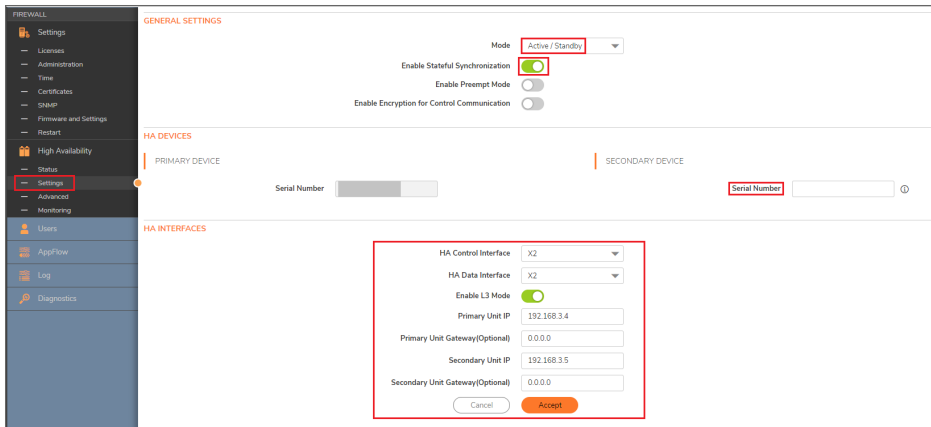 FIREWALL
Settings
Licenses
Administration
Time
Certificates
SNMP
Firmware and Settings
Restart
High Availability
Status
Settings
Advanced
Monitoring
Users
AppFlow
Log
Diagnostics
GENERAL SETTINGS
Mode Active / Standby
Enable Stateful Synchronization
Enable Preempt Mode
Enable Encryption for Control Communication
HA DEVICES
PRIMARY DEVICE
SECONDARY DEVICE
Serial Number
Serial Number
HA INTERFACES
HA Control Interface X2
HA Data Interface X2
Enable L3 Mode
Primary Unit IP 192.168.3.4
Primary Unit Gateway(Optional) 0.0.0.0
Secondary Unit IP 192.168.3.5
Secondary Unit Gateway(Optional) 0.0.0.0
Cancel Accept